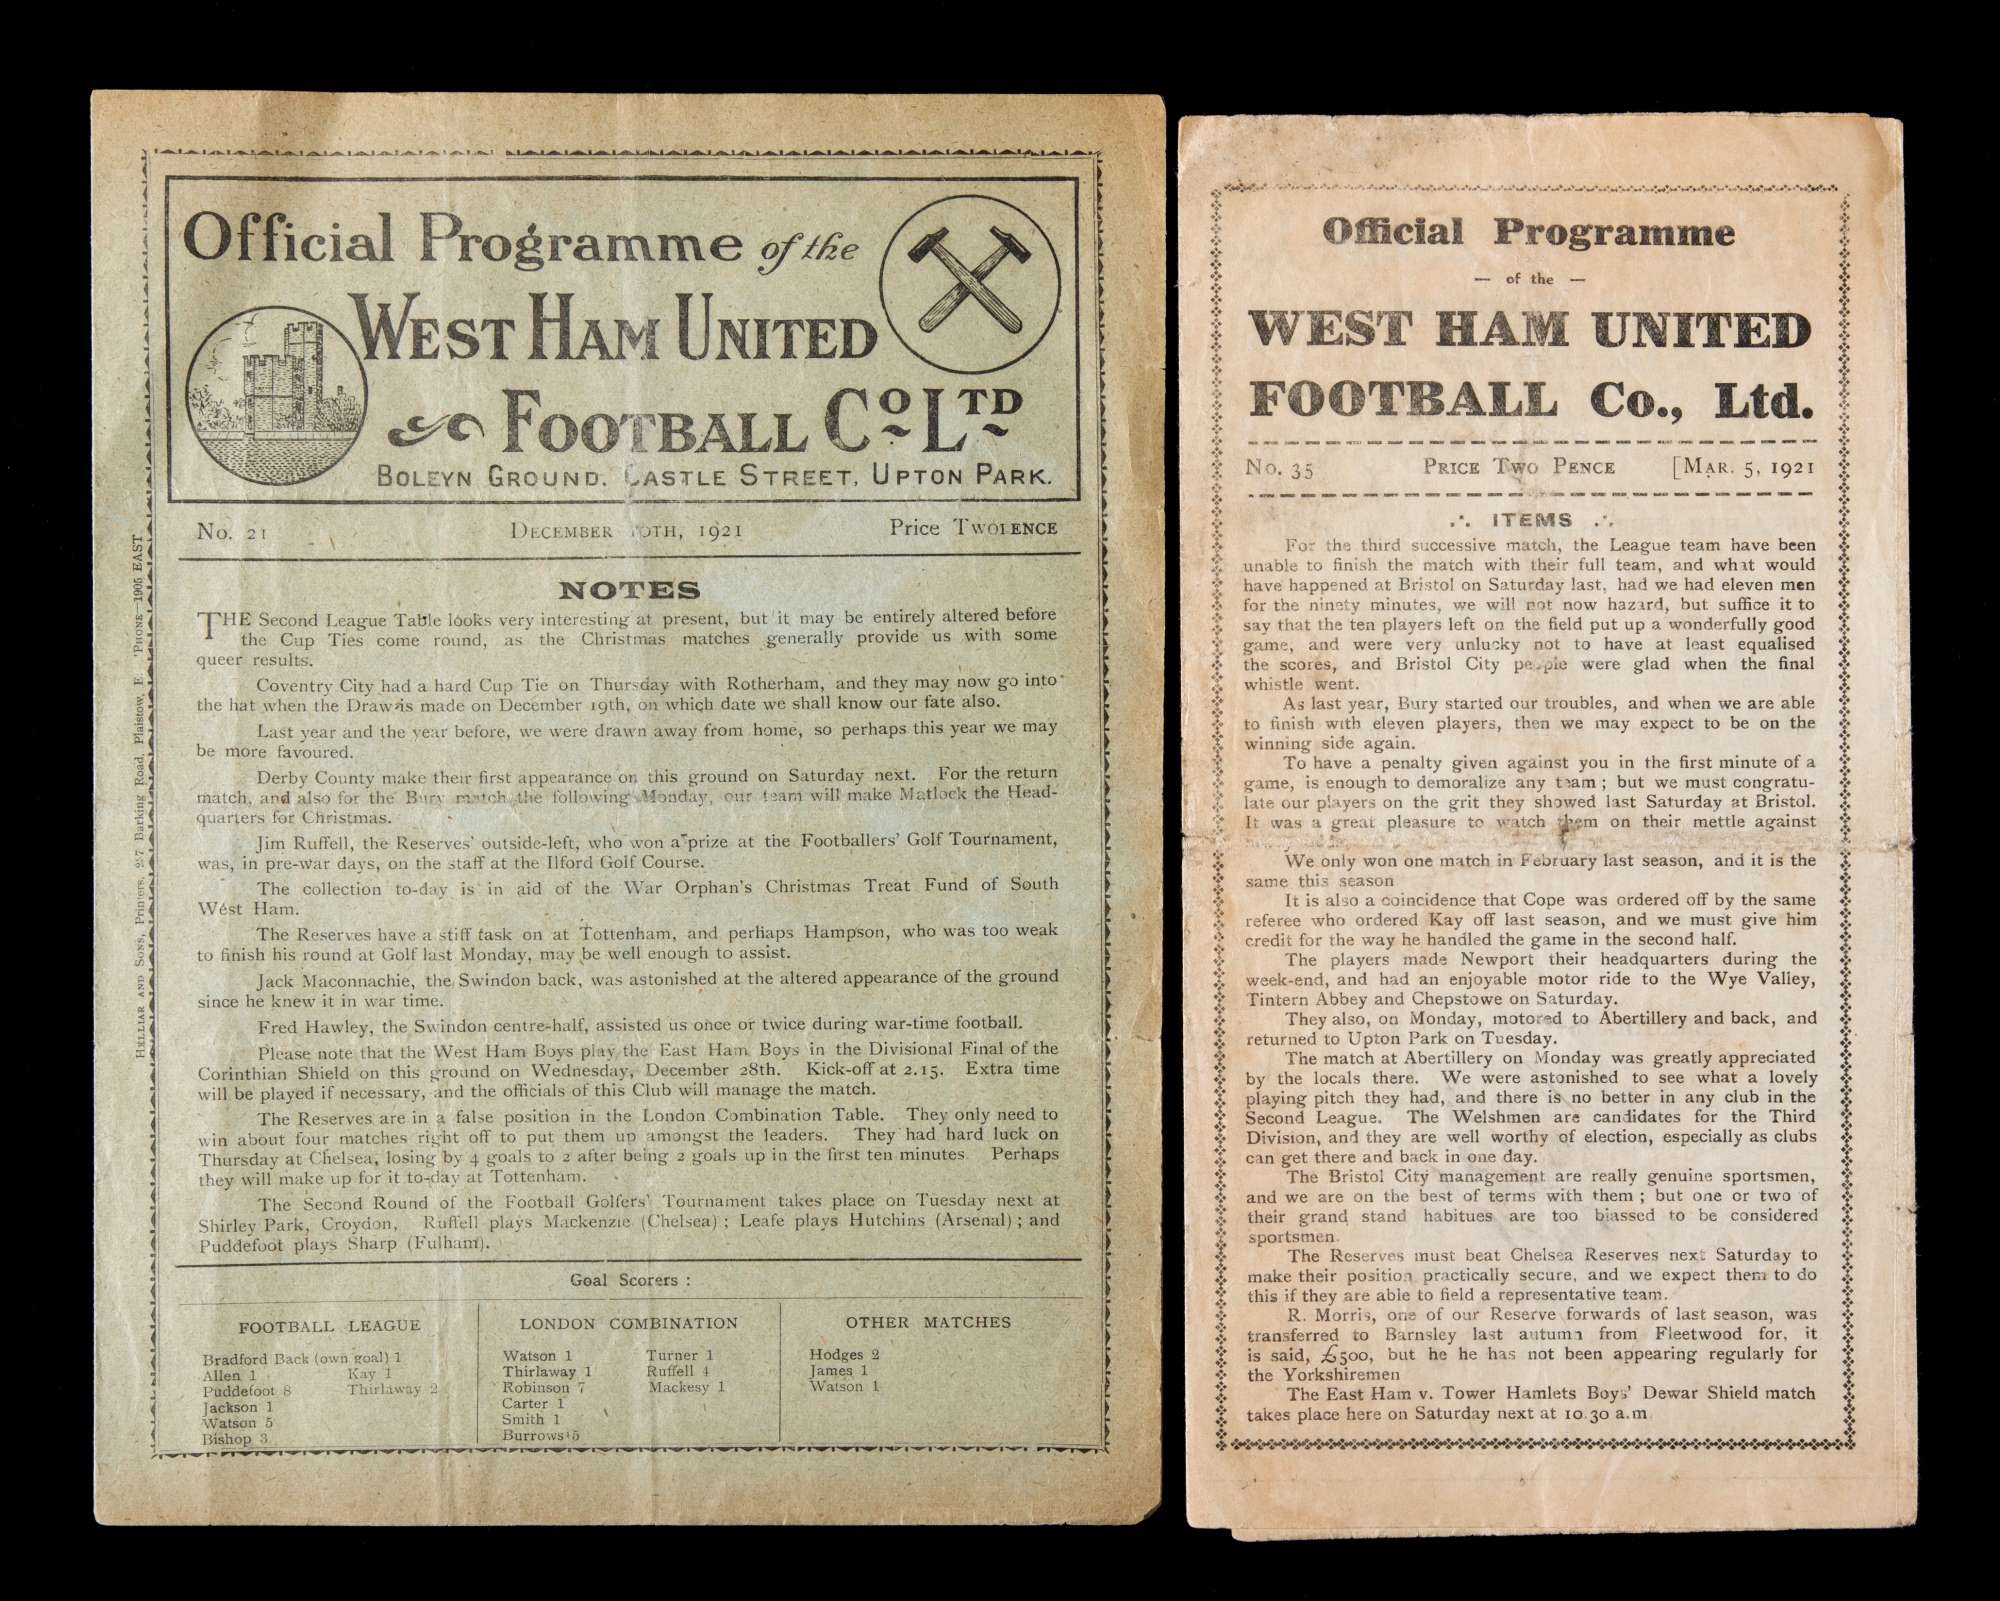 Official Programme of the
WEST HAM UNITED
FOOTBALL CO. LTD
BOLEYN GROUND, CASTLE STREET, UPTON PARK.
No. 21 DECEMBER 10TH, 1921 Price TWOPENCE
NOTES
THE Second League Table looks very interesting at present, but it may be entirely altered before
the Cup Ties come round, as the Christmas matches generally provide us with some
queer results.
Coventry City had a hard Cup Tie on Thursday with Rotherham, and they may now go into
the hat when the Draw is made on December 19th, on which date we shall know our fate also.
Last year and the year before, we were drawn away from home, so perhaps this year we may
be more favoured.
Derby County make their first appearance on this ground on Saturday next. For the return
match, and also for the Bury match the following Monday, our team will make Matlock the Head-
quarters for Christmas.
Jim Ruffell, the Reserves' outside-left, who won a prize at the Footballers' Golf Tournament,
was, in pre-war days, on the staff at the Ilford Golf Course.
The collection to-day is in aid of the War Orphan's Christmas Treat Fund of South
West Ham.
The Reserves have a stiff task on at Tottenham, and perhaps Hampson, who was too weak
to finish his round at Golf last Monday, may be well enough to assist.
Jack Maconnachie, the Swindon back, was astonished at the altered appearance of the ground
since he knew it in war time.
Fred Hawley, the Swindon centre-half, assisted us once or twice during war-time football.
Please note that the West Ham Boys play the East Ham Boys in the Divisional Final of the
Corinthian Shield on this ground on Wednesday, December 28th. Kick-off at 2.15. Extra time
will be played if necessary, and the officials of this Club will manage the match.
The Reserves are in a false position in the London Combination Table. They only need to
win about four matches right off to put them up amongst the leaders. They had hard luck on
Thursday at Chelsea, losing by 4 goals to 2 after being 2 goals up in the first ten minutes. Perhaps
they will make up for it to-day at Tottenham.
The Second Round of the Football Golfers' Tournament takes place on Tuesday next at
Shirley Park, Croydon, Ruffell plays Mackenzie (Chelsea); Leafe plays Hutchins (Arsenal); and
Puddefoot plays Sharp (Fulham).
Goal Scorers :
FOOTBALL LEAGUE
Bradford Back (own goal) 1
Allen 1 Kay 1
Puddefoot 8 Thirlaway 2
Jackson 1
Watson 5
Bishop 3
LONDON COMBINATION
Watson 1 Turner 1
Thirlaway 1 Ruffell 4
Robinson 7 Mackesy 1
Carter 1
Smith 1
Burrows 5
OTHER MATCHES
Hodges 2
James 1
Watson 1
HELLIAR AND SONS, Printers, 237 Barking Road, Plaistow, E. 'PHONE—1905 EAST
Official Programme
— of the —
WEST HAM UNITED
FOOTBALL Co., Ltd.
No. 35 PRICE TWO PENCE [MAR. 5, 1921
ITEMS
For the third successive match, the League team have been
unable to finish the match with their full team, and what would
have happened at Bristol on Saturday last, had we had eleven men
for the ninety minutes, we will not now hazard, but suffice it to
say that the ten players left on the field put up a wonderfully good
game, and were very unlucky not to have at least equalised
the scores, and Bristol City people were glad when the final
whistle went.
As last year, Bury started our troubles, and when we are able
to finish with eleven players, then we may expect to be on the
winning side again.
To have a penalty given against you in the first minute of a
game, is enough to demoralize any team; but we must congratu-
late our players on the grit they showed last Saturday at Bristol.
It was a great pleasure to watch them on their mettle against
We only won one match in February last season, and it is the
same this season
It is also a coincidence that Cope was ordered off by the same
referee who ordered Kay off last season, and we must give him
credit for the way he handled the game in the second half.
The players made Newport their headquarters during the
week-end, and had an enjoyable motor ride to the Wye Valley,
Tintern Abbey and Chepstowe on Saturday.
They also, on Monday, motored to Abertillery and back, and
returned to Upton Park on Tuesday.
The match at Abertillery on Monday was greatly appreciated
by the locals there. We were astonished to see what a lovely
playing pitch they had, and there is no better in any club in the
Second League. The Welshmen are candidates for the Third
Division, and they are well worthy of election, especially as clubs
can get there and back in one day.
The Bristol City management are really genuine sportsmen,
and we are on the best of terms with them; but one or two of
their grand stand habitues are too biassed to be considered
sportsmen.
The Reserves must beat Chelsea Reserves next Saturday to
make their position practically secure, and we expect them to do
this if they are able to field a representative team.
R. Morris, one of our Reserve forwards of last season, was
transferred to Barnsley last autumn from Fleetwood for, it
is said, £500, but he he has not been appearing regularly for
the Yorkshiremen
The East Ham v. Tower Hamlets Boys' Dewar Shield match
takes place here on Saturday next at 10.30 a.m